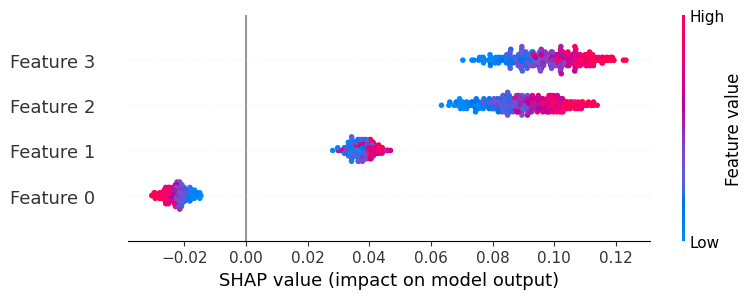 High
Feature 3
Feature 2
Feature 1
Feature 0
Feature value
Low
−0.02 0.00 0.02 0.04 0.06 0.08 0.10 0.12
SHAP value (impact on model output)